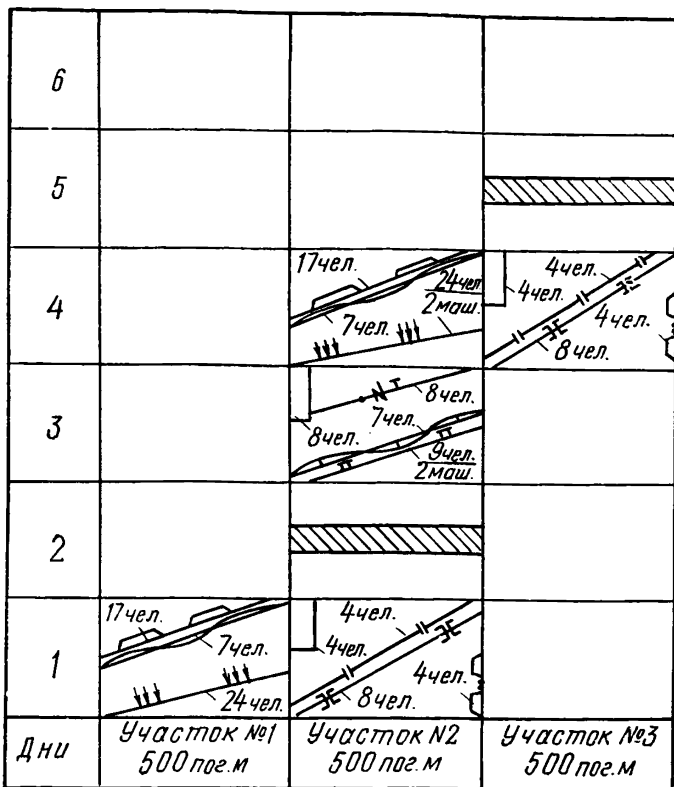 6
5
4
17чел.
7чел.
24чел
2маш.
4чел.
4чел.
4чел.
8чел.
3
8чел.
8чел.
7чел.
9чел.
2маш.
2
1
17чел.
7чел.
24чел.
4чел.
4чел.
4чел.
8чел.
Дни
Участок №1
500 пог.м
Участок N2
500 пог.м
Участок №3
500 пог.м